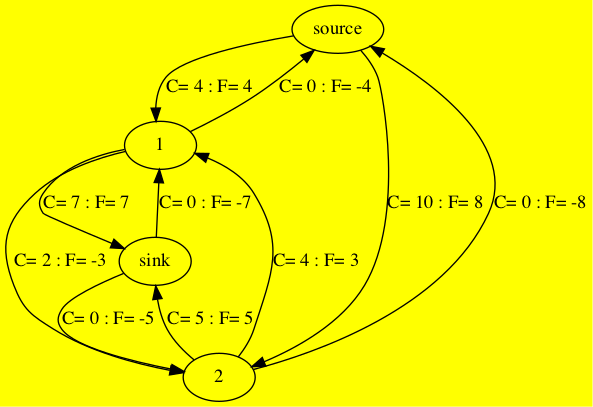 source
C= 4 : F= 4
C= 0 : F= -4
1
C= 7 : F= 7
C= 0 : F= -7
C= 10 : F= 8
C= 0 : F= -8
C= 2 : F= -3
sink
C= 4 : F= 3
C= 0 : F= -5
C= 5 : F= 5
2